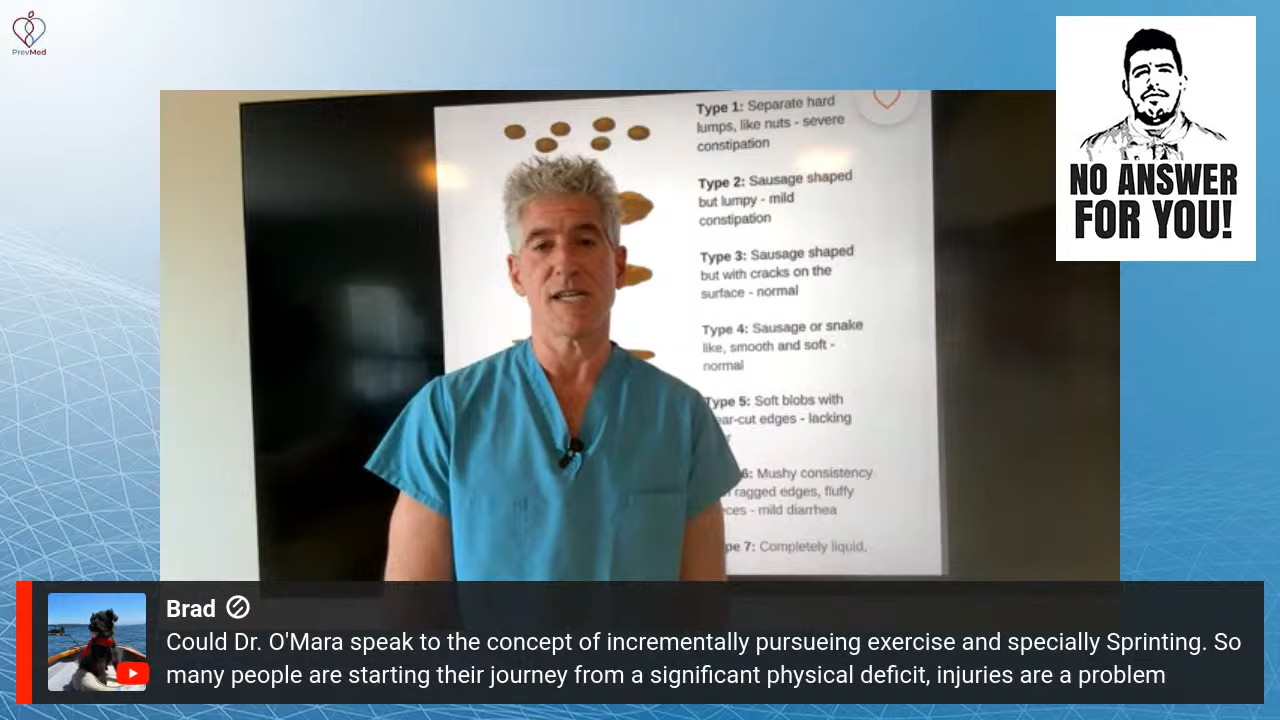 PrevMed
Type 1: Separate hard
lumps, like nuts - severe
constipation
Type 2: Sausage shaped
but lumpy - mild
constipation
Type 3: Sausage shaped
but with cracks on the
surface - normal
Type 4: Sausage or snake
like, smooth and soft -
normal
Type 5: Soft blobs with
edges - lacking
6: Mushy consistency
ragged edges, fluffy
- mild diarrhea
7: Completely liquid,
NO ANSWER
FOR YOU!
Brad
Could Dr. O'Mara speak to the concept of incrementally pursueing exercise and specially Sprinting. So
many people are starting their journey from a significant physical deficit, injuries are a problem